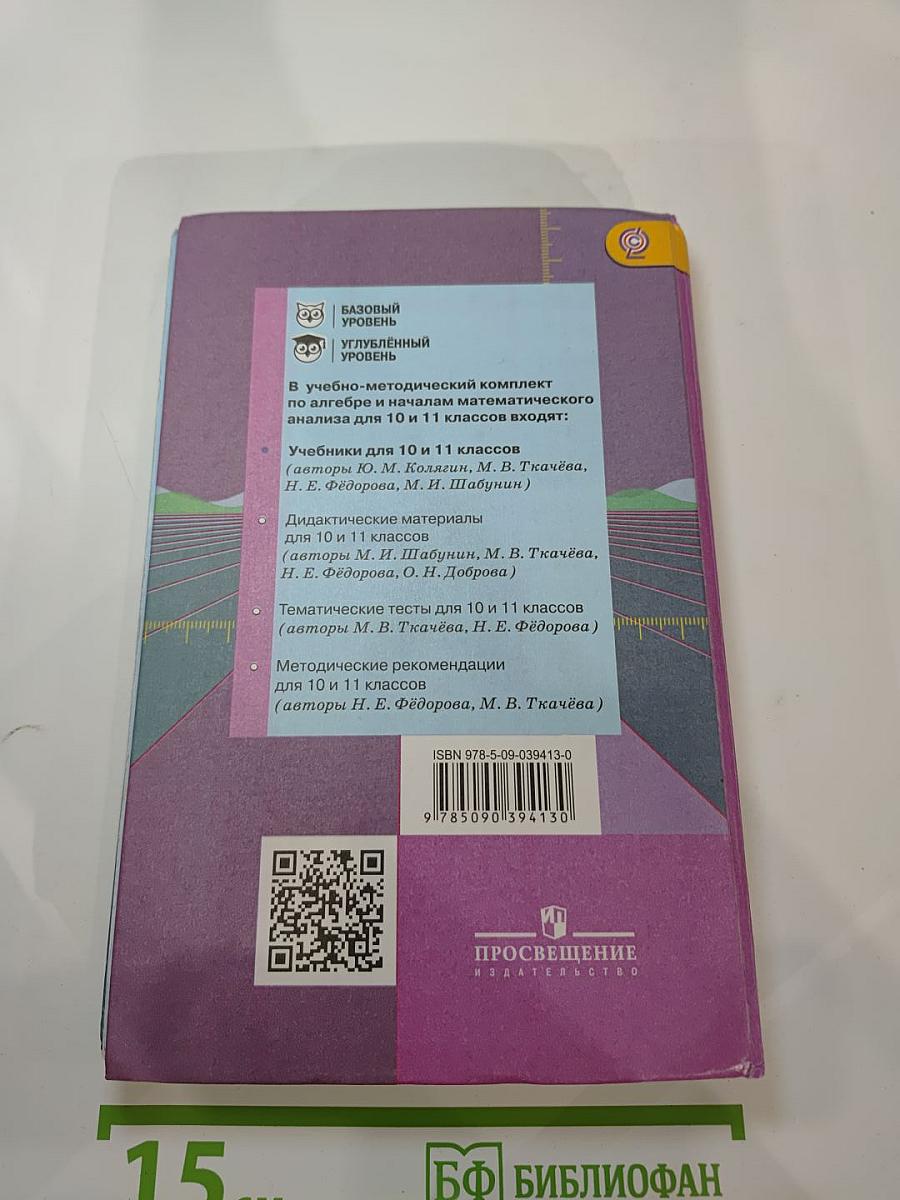 БАЗОВЫЙ
УРОВЕНЬ
УГЛУБЛЁННЫЙ
УРОВЕНЬ
В учебно-методический комплект
по алгебре и началам математического
анализа для 10 и 11 классов входят:
Учебники для 10 и 11 классов
(авторы Ю. М. Колягин, М. В. Ткачёва,
Н. Е. Фёдорова, М. И. Шабунин)
Дидактические материалы
для 10 и 11 классов
(авторы М. И. Шабунин, М. В. Ткачёва,
Н. Е. Фёдорова, О. Н. Доброва)
Тематические тесты для 10 и 11 классов
(авторы М. В. Ткачёва, Н. Е. Фёдорова)
Методические рекомендации
для 10 и 11 классов
(авторы Н. Е. Фёдорова, М. В. Ткачёва)
ISBN 978-5-09-039413-0
9 785090 394130
ИП
ПРОСВЕЩЕНИЕ
ИЗДАТЕЛЬСТВО
15 см
БФ БИБЛИОФАН